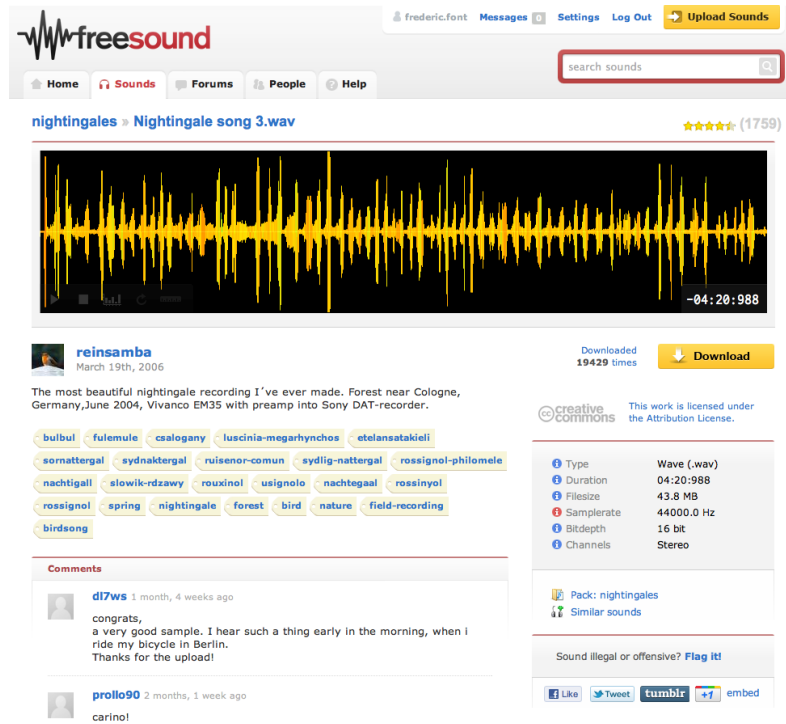 freesound
frederic.font Messages 0 Settings Log Out Upload Sounds
search sounds
Home Sounds Forums People Help
nightingales » Nightingale song 3.wav
(1759)
-04:20:988
reinsamba
March 19th, 2006
Downloaded
19429 times
Download
The most beautiful nightingale recording I´ve ever made. Forest near Cologne,
Germany,June 2004, Vivanco EM35 with preamp into Sony DAT-recorder.
cc creative commons
This work is licensed under
the Attribution License.
bulbul fulemule csalogany luscinia-megarhynchos etelansatakieli
sornattergal sydnaktergal ruisenor-comun sydlig-nattergal rossignol-philomele
nachtigall slowik-rdzawy rouxinol usignolo nachtegaal rossinyol
rossignol spring nightingale forest bird nature field-recording
birdsong
Type Wave (.wav)
Duration 04:20:988
Filesize 43.8 MB
Samplerate 44000.0 Hz
Bitdepth 16 bit
Channels Stereo
Pack: nightingales
Similar sounds
Sound illegal or offensive? Flag it!
Like Tweet tumblr +1 embed
Comments
dl7ws 1 month, 4 weeks ago
congrats,
a very good sample. I hear such a thing early in the morning, when i
ride my bicycle in Berlin.
Thanks for the upload!
prollo90 2 months, 1 week ago
carino!